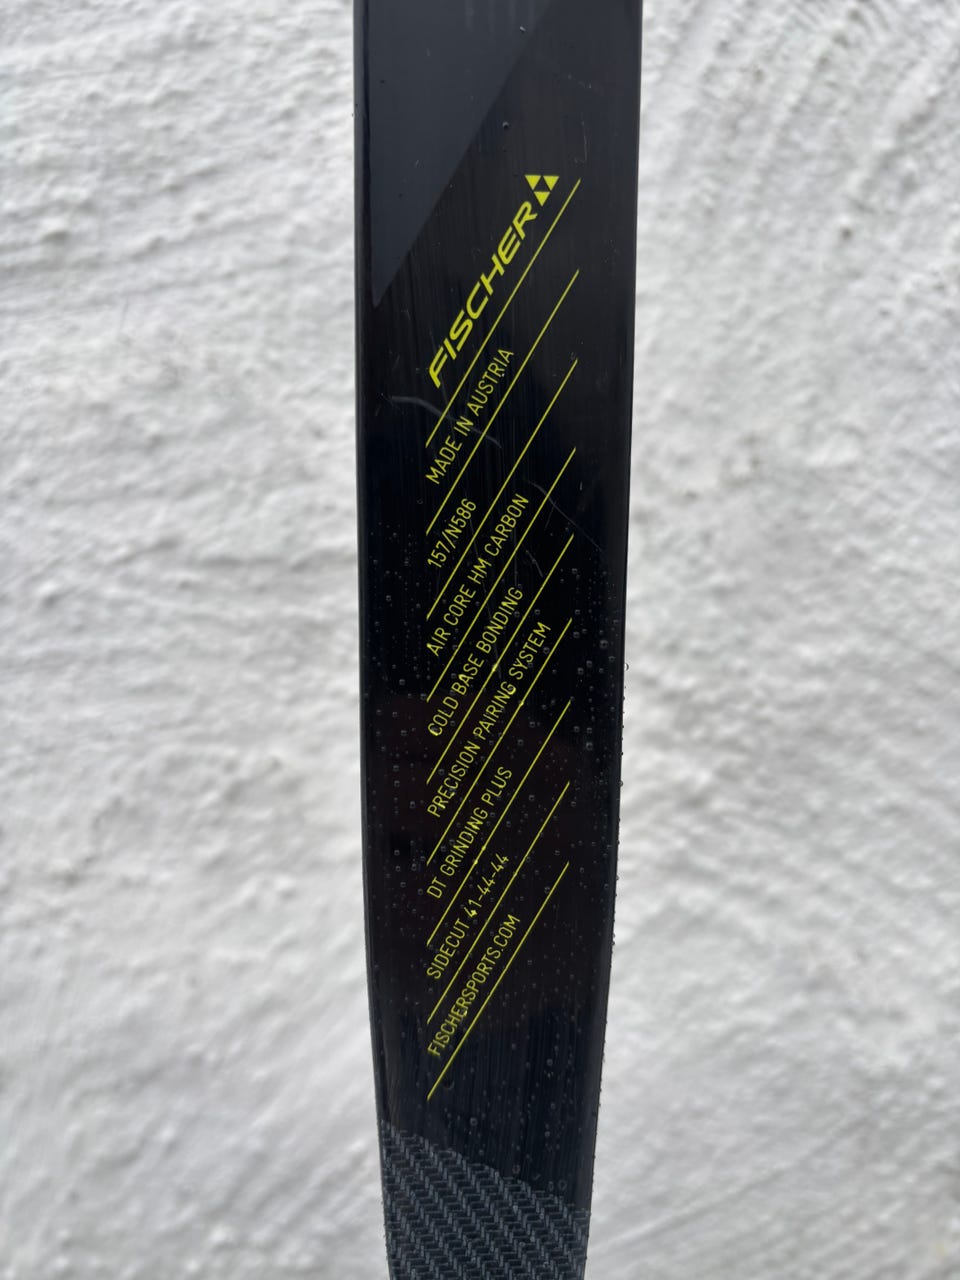 FISCHER
MADE IN AUSTRIA
157/N586
AIR CORE HM CARBON
COLD BASE BONDING
PRECISION PAIRING SYSTEM
DT GRINDING PLUS
SIDECUT 41-44-44
FISCHERSPORTS.COM